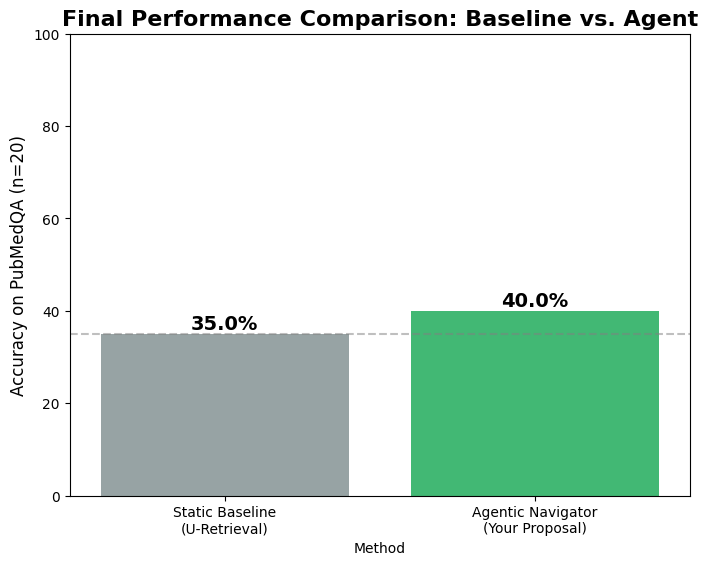 Final Performance Comparison: Baseline vs. Agent
Accuracy on PubMedQA (n=20)
100
80
60
40
20
0
35.0%
40.0%
Static Baseline
(U-Retrieval)
Agentic Navigator
(Your Proposal)
Method